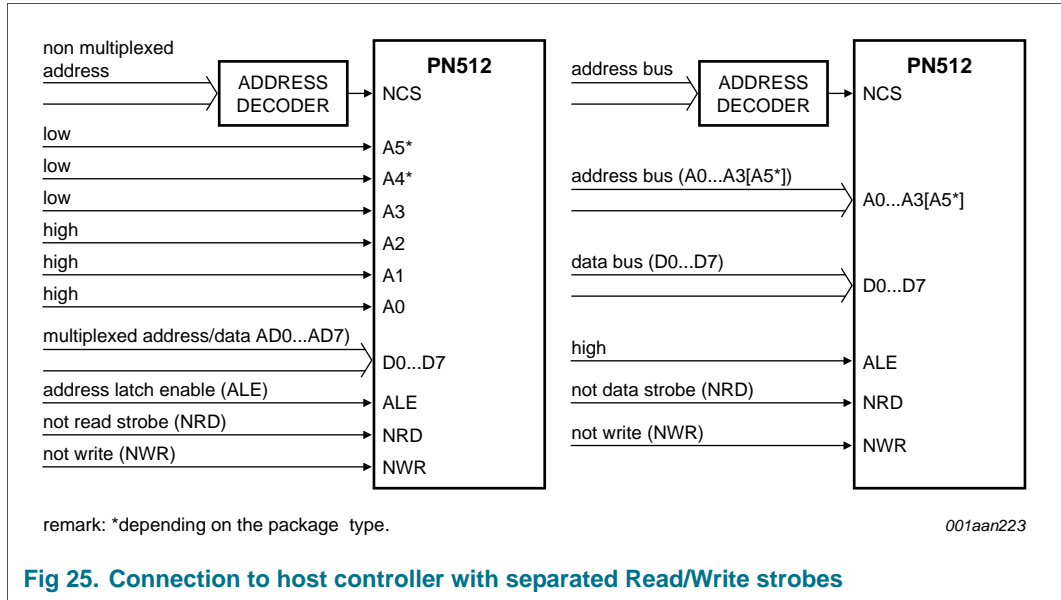 non multiplexed
address
ADDRESS
DECODER
PN512
NCS
low
A5*
low
A4*
low
A3
high
A2
high
A1
high
A0
multiplexed address/data AD0...AD7)
D0...D7
address latch enable (ALE)
ALE
not read strobe (NRD)
NRD
not write (NWR)
NWR
address bus
ADDRESS
DECODER
PN512
NCS
address bus (A0...A3[A5*])
A0...A3[A5*]
data bus (D0...D7)
D0...D7
high
ALE
not data strobe (NRD)
NRD
not write (NWR)
NWR
remark: *depending on the package type.
001aan223
Fig 25. Connection to host controller with separated Read/Write strobes